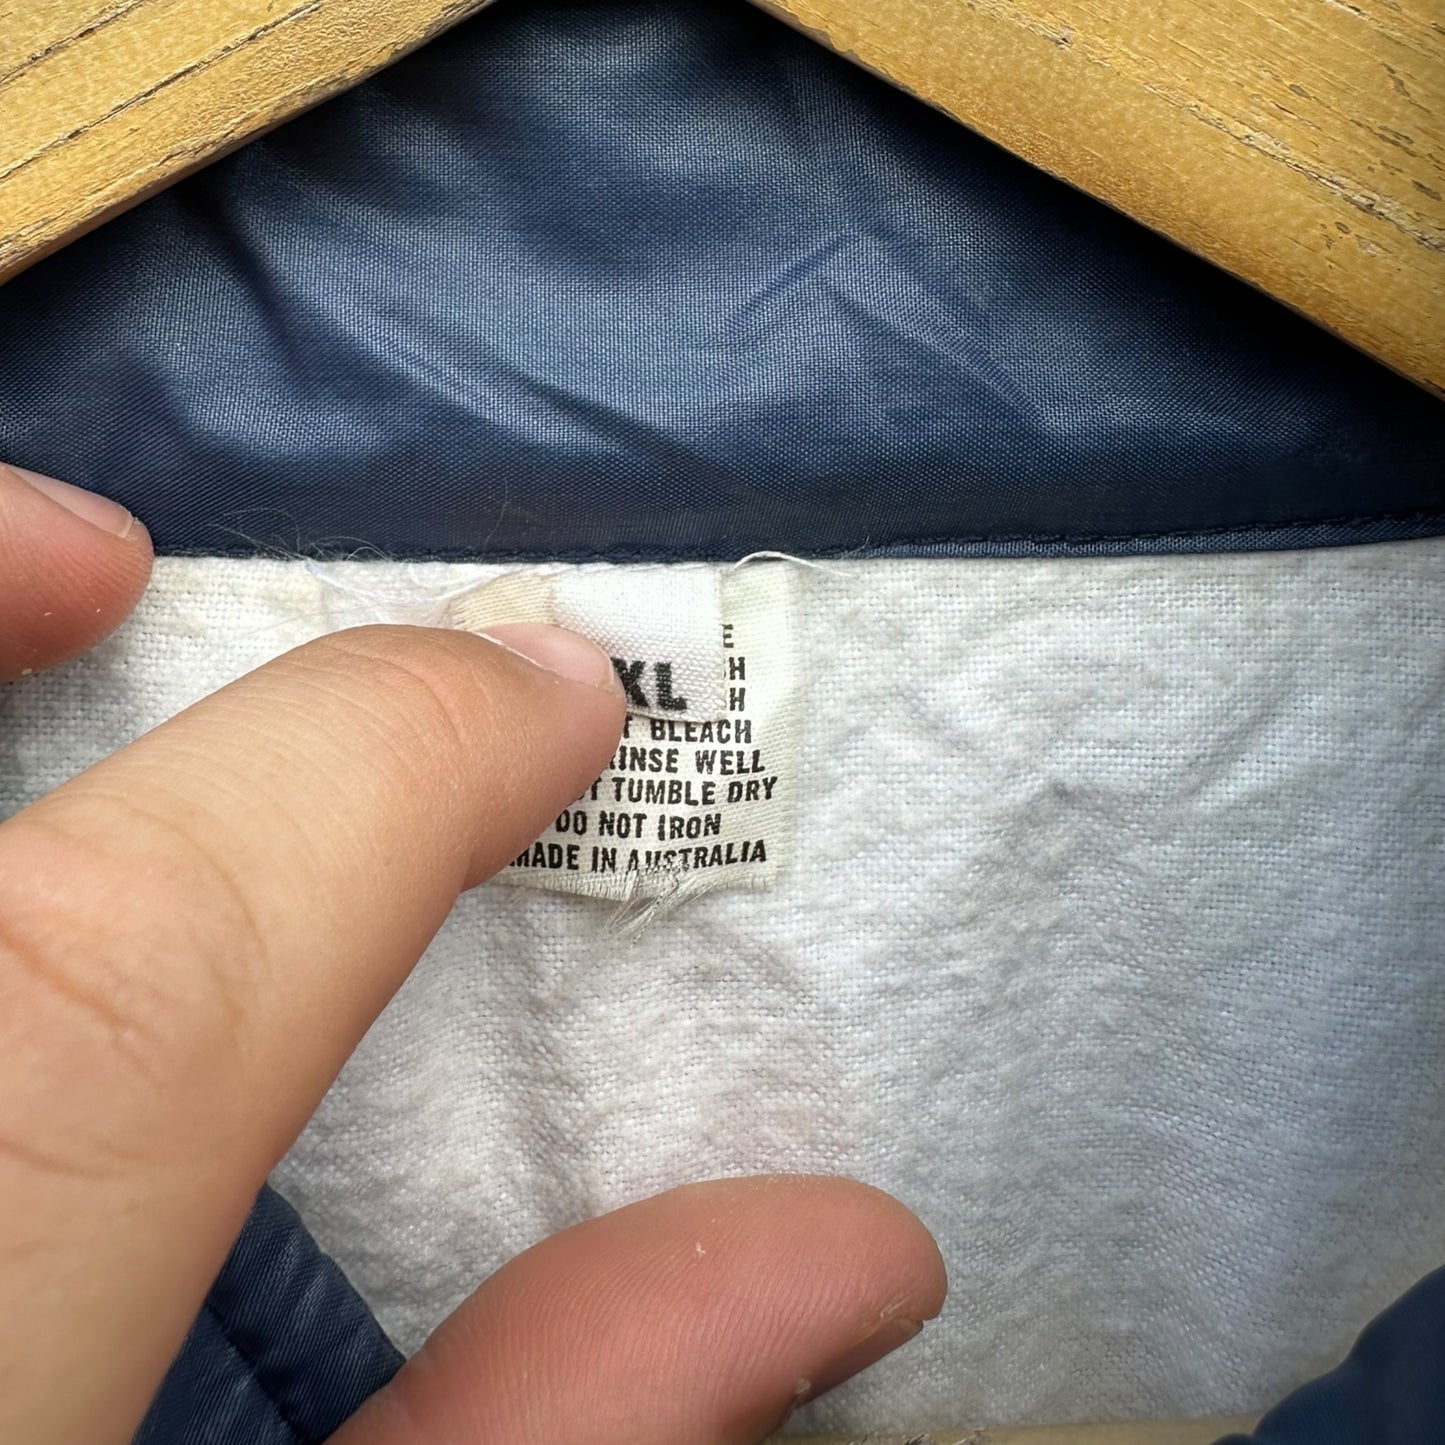 XL
BLEACH
RINSE WELL
TUMBLE DRY
DO NOT IRON
MADE IN AUSTRALIA